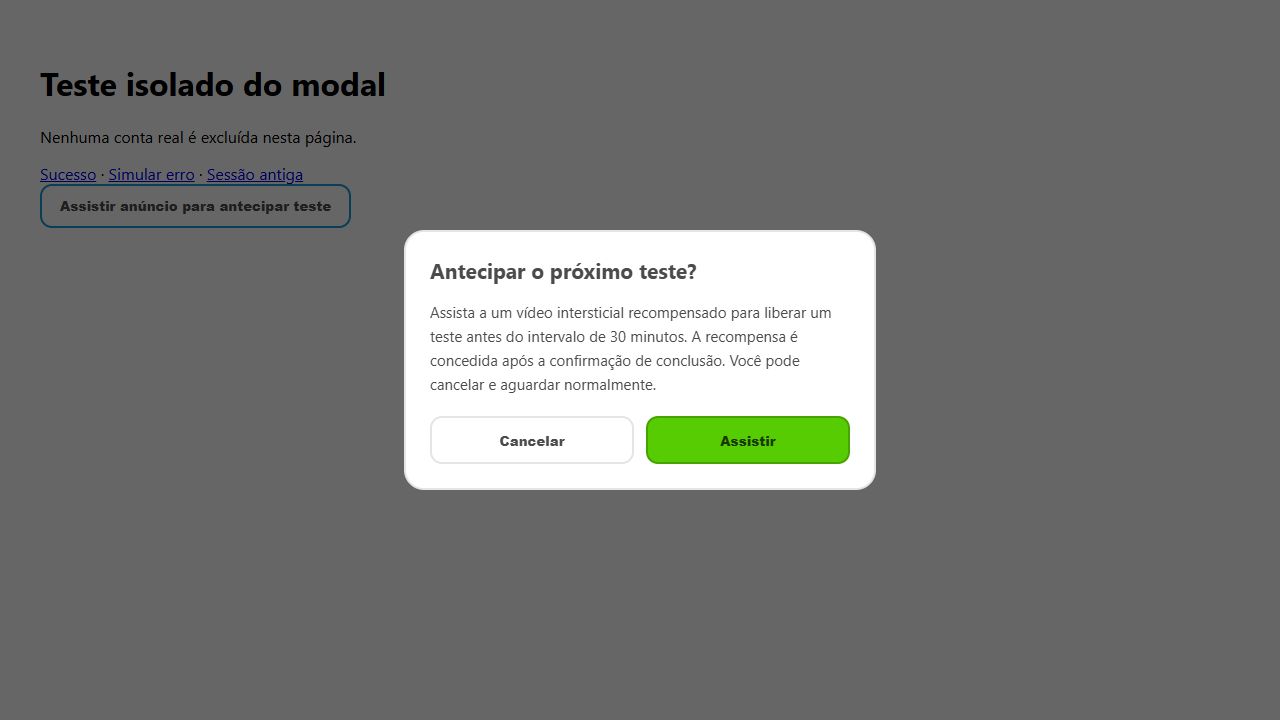 Teste isolado do modal
Nenhuma conta real é excluída nesta página.
Sucesso · Simular erro · Sessão antiga
Assistir anúncio para antecipar teste
Antecipar o próximo teste?
Assista a um vídeo intersticial recompensado para liberar um
teste antes do intervalo de 30 minutos. A recompensa é
concedida após a confirmação de conclusão. Você pode
cancelar e aguardar normalmente.
Cancelar
Assistir